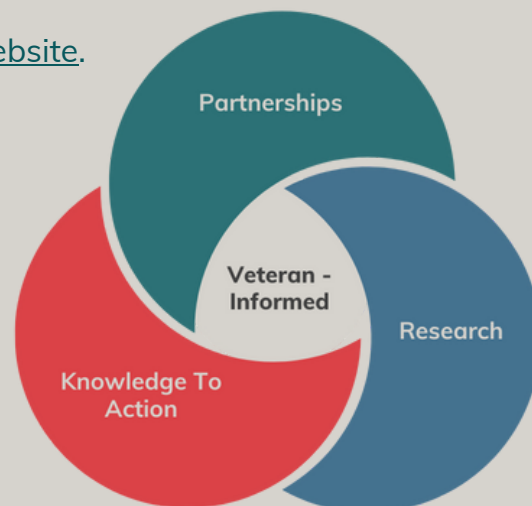 ebsite.
Partnerships
Veteran -
Informed
Research
Knowledge To
Action